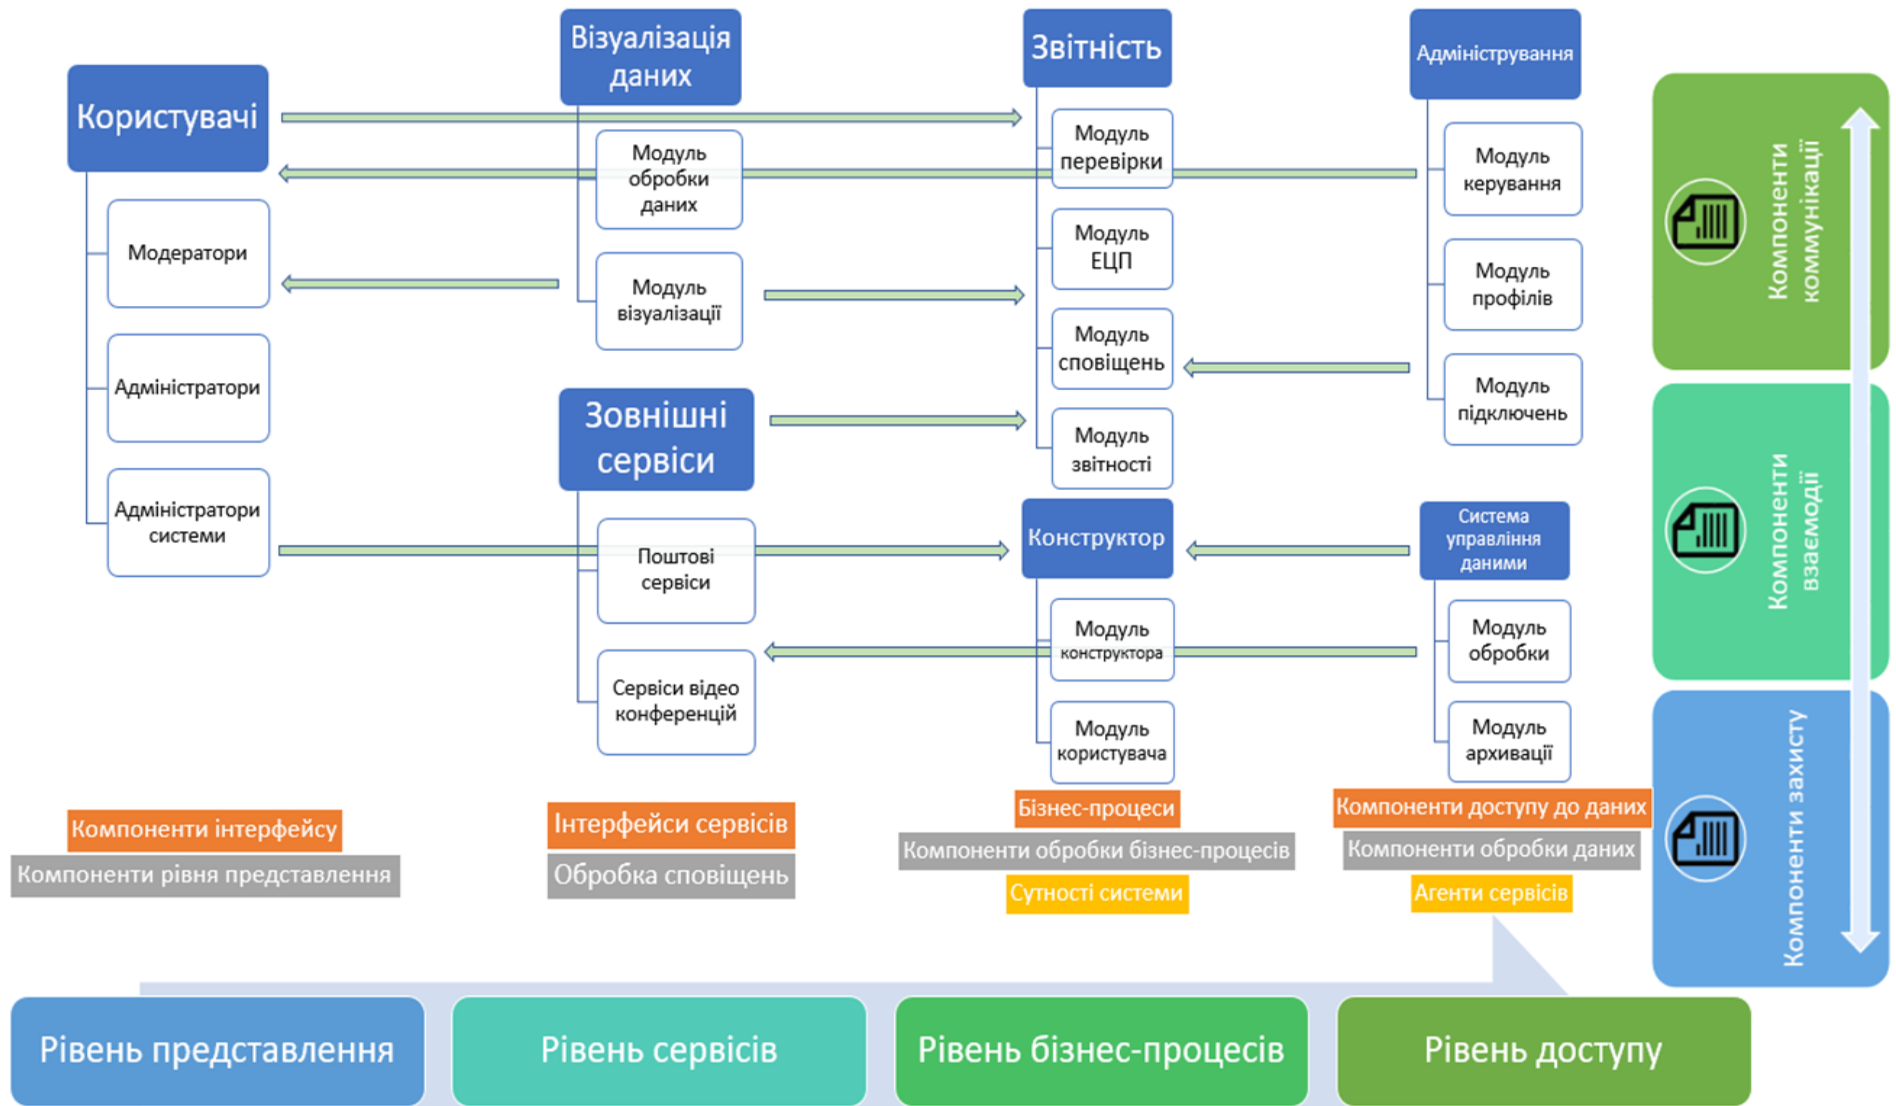 Користувачі
Модератори
Адміністратори
Адміністратори
системи
Візуалізація
даних
Модуль
обробки
даних
Модуль
візуалізації
Зовнішні
сервіси
Поштові
сервіси
Сервіси відео
конференцій
Звітність
Модуль
перевірки
Модуль
ЕЦП
Модуль
сповіщень
Модуль
звітності
Конструктор
Модуль
конструктора
Модуль
користувача
Адміністрування
Модуль
керування
Модуль
профілів
Модуль
підключень
Система
управління
даними
Модуль
обробки
Модуль
архивації
Компоненти
коммунікації
Компоненти
взаємодії
Компоненти захисту
Компоненти інтерфейсу
Компоненти рівня представлення
Інтерфейси сервісів
Обробка сповіщень
Бізнес-процеси
Компоненти обробки бізнес-процесів
Сутності системи
Компоненти доступу до даних
Компоненти обробки даних
Агенти сервісів
Рівень представлення
Рівень сервісів
Рівень бізнес-процесів
Рівень доступу